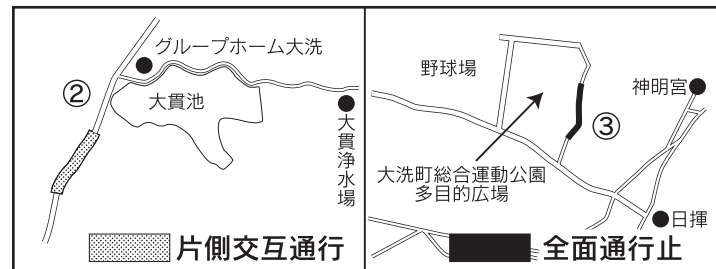 グループホーム大洗
②
大貫池
大貫浄水場
片側交互通行
野球場
神明宮
③
大洗町総合運動公園
多目的広場
日揮
全面通行止